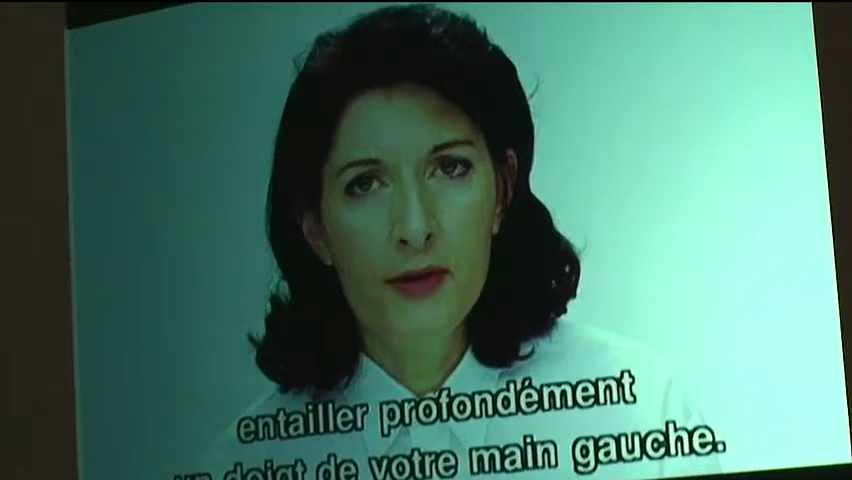 entailler profondément
un doigt de votre main gauche.